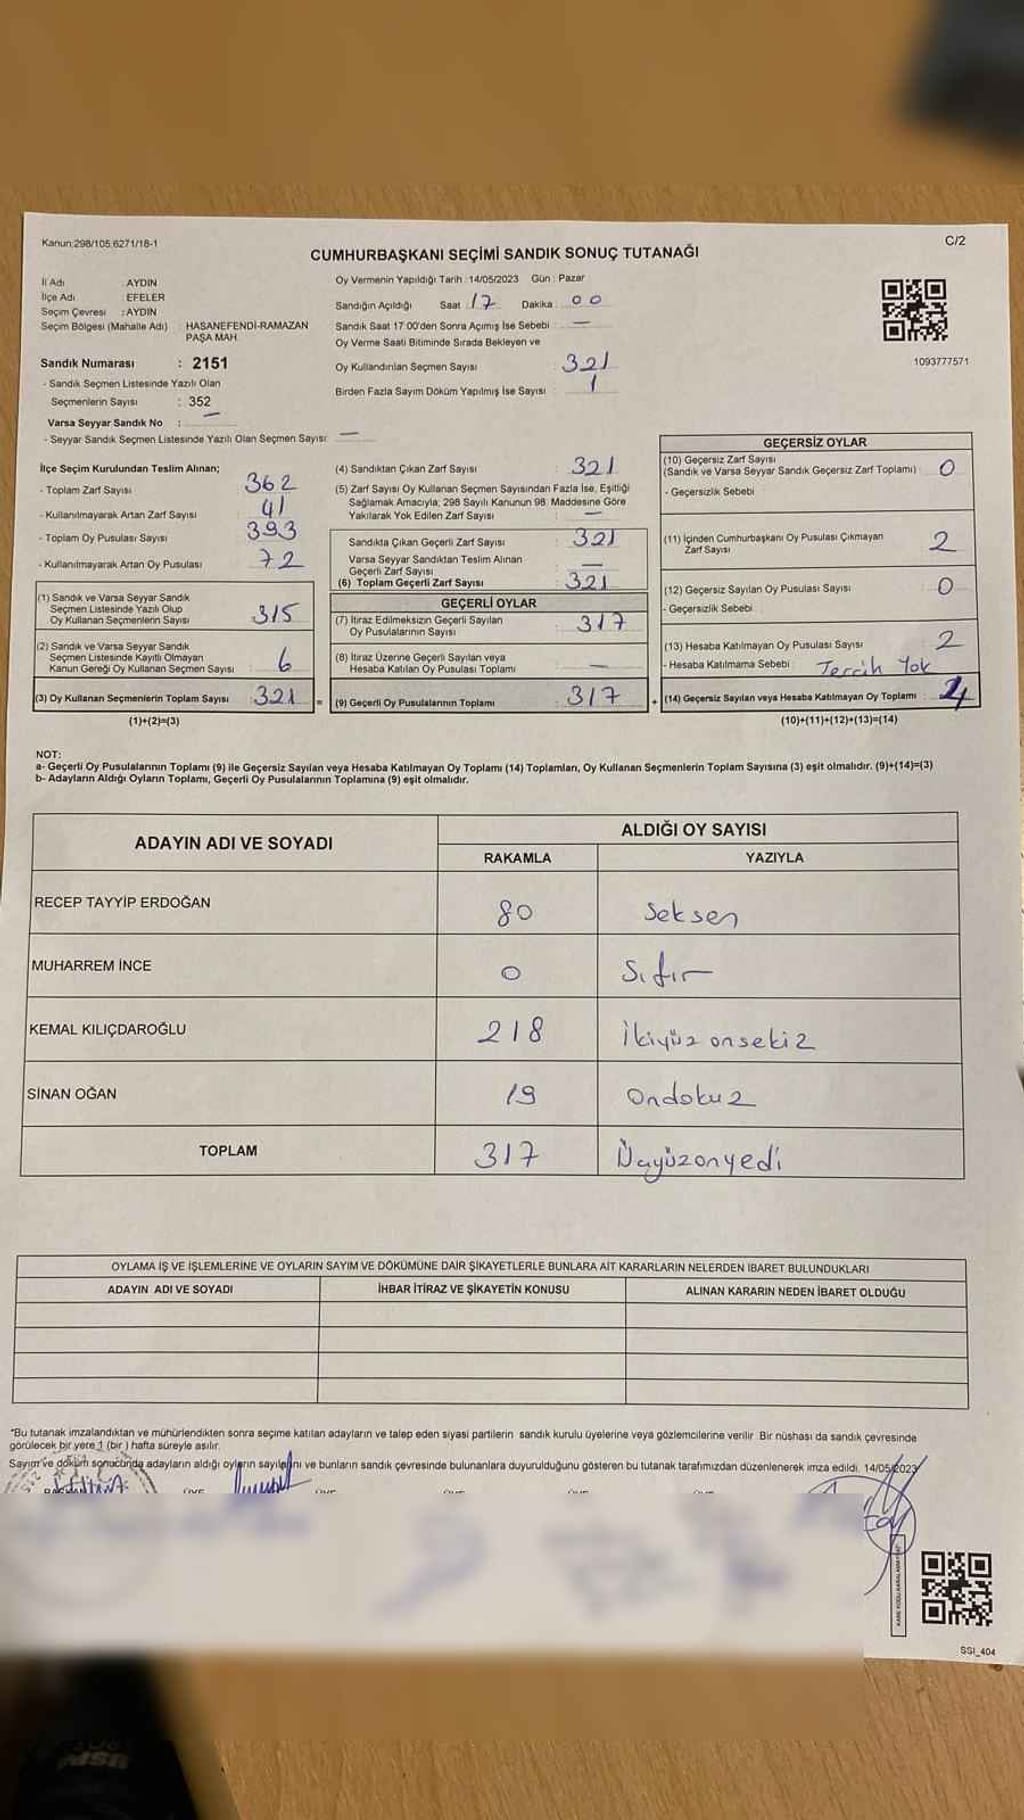 Kanun:298/105,6271/18-1
C/2
CUMHURBAŞKANI SEÇİMİ SANDIK SONUÇ TUTANAĞI
İl Adı : AYDIN
İlçe Adı : EFELER
Seçim Çevresi : AYDIN
Seçim Bölgesi (Mahalle Adı) HASANEFENDİ-RAMAZAN
PAŞA MAH.
Sandık Numarası : 2151
- Sandık Seçmen Listesinde Yazılı Olan
Seçmenlerin Sayısı : 352
Varsa Seyyar Sandık No : —
- Seyyar Sandık Seçmen Listesinde Yazılı Olan Seçmen Sayısı: —
Oy Vermenin Yapıldığı Tarih : 14/05/2023 Gün : Pazar
Sandığın Açıldığı Saat : 17 Dakika : 00
Sandık Saat 17:00'den Sonra Açılmış İse Sebebi : —
Oy Verme Saati Bitiminde Sırada Bekleyen ve
Oy Kullandırılan Seçmen Sayısı : 321
Birden Fazla Sayım Döküm Yapılmış İse Sayısı : 1
1093777571
İlçe Seçim Kurulundan Teslim Alınan;
- Toplam Zarf Sayısı : 362
- Kullanılmayarak Artan Zarf Sayısı : 41
- Toplam Oy Pusulası Sayısı : 393
- Kullanılmayarak Artan Oy Pusulası : 72
(1) Sandık ve Varsa Seyyar Sandık
Seçmen Listesinde Yazılı Olup
Oy Kullanan Seçmenlerin Sayısı : 315
(2) Sandık ve Varsa Seyyar Sandık
Seçmen Listesinde Kayıtlı Olmayan
Kanun Gereği Oy Kullanan Seçmen Sayısı : 6
(3) Oy Kullanan Seçmenlerin Toplam Sayısı : 321 =
(1)+(2)=(3)
(4) Sandıktan Çıkan Zarf Sayısı : 321
(5) Zarf Sayısı Oy Kullanan Seçmen Sayısından Fazla İse, Eşitliği
Sağlamak Amacıyla; 298 Sayılı Kanunun 98. Maddesine Göre
Yakılarak Yok Edilen Zarf Sayısı : —
Sandıkta Çıkan Geçerli Zarf Sayısı : 321
Varsa Seyyar Sandıktan Teslim Alınan
Geçerli Zarf Sayısı : —
(6) Toplam Geçerli Zarf Sayısı : 321
GEÇERLİ OYLAR
(7) İtiraz Edilmeksizin Geçerli Sayılan
Oy Pusulalarının Sayısı : 317
(8) İtiraz Üzerine Geçerli Sayılan veya
Hesaba Katılan Oy Pusulası Toplamı : —
(9) Geçerli Oy Pusulalarının Toplamı : 317 +
GEÇERSİZ OYLAR
(10) Geçersiz Zarf Sayısı
(Sandık ve Varsa Seyyar Sandık Geçersiz Zarf Toplamı) : 0
- Geçersizlik Sebebi
(11) İçinden Cumhurbaşkanı Oy Pusulası Çıkmayan
Zarf Sayısı : 2
(12) Geçersiz Sayılan Oy Pusulası Sayısı : 0
- Geçersizlik Sebebi
(13) Hesaba Katılmayan Oy Pusulası Sayısı : 2
- Hesaba Katılmama Sebebi : Tercih Yok
(14) Geçersiz Sayılan veya Hesaba Katılmayan Oy Toplamı : 4
(10)+(11)+(12)+(13)=(14)
NOT:
a- Geçerli Oy Pusulalarının Toplamı (9) ile Geçersiz Sayılan veya Hesaba Katılmayan Oy Toplamı (14) Toplamları, Oy Kullanan Seçmenlerin Toplam Sayısına (3) eşit olmalıdır. (9)+(14)=(3)
b- Adayların Aldığı Oyların Toplamı, Geçerli Oy Pusulalarının Toplamına (9) eşit olmalıdır.
ADAYIN ADI VE SOYADI
ALDIĞI OY SAYISI
RAKAMLA YAZIYLA
RECEP TAYYİP ERDOĞAN 80 Seksen
MUHARREM İNCE 0 Sıfır
KEMAL KILIÇDAROĞLU 218 İkiyüz onsekiz
SİNAN OĞAN 19 Ondokuz
TOPLAM 317 Üçyüzonyedi
OYLAMA İŞ VE İŞLEMLERİNE VE OYLARIN SAYIM VE DÖKÜMÜNE DAİR ŞİKAYETLERLE BUNLARA AİT KARARLARIN NELERDEN İBARET BULUNDUKLARI
ADAYIN ADI VE SOYADI İHBAR İTİRAZ VE ŞİKAYETİN KONUSU ALINAN KARARIN NEDEN İBARET OLDUĞU
*Bu tutanak imzalandıktan ve mühürlendikten sonra seçime katılan adayların ve talep eden siyasi partilerin sandık kurulu üyelerine veya gözlemcilerine verilir. Bir nüshası da sandık çevresinde
görülecek bir yere 1 (bir ) hafta süreyle asılır.
Sayım ve döküm sonucunda adayların aldığı oyların sayılarını ve bunların sandık çevresinde bulunanlara duyurulduğunu gösteren bu tutanak tarafımızdan düzenlenerek imza edildi. 14/05/2023
SSI_404